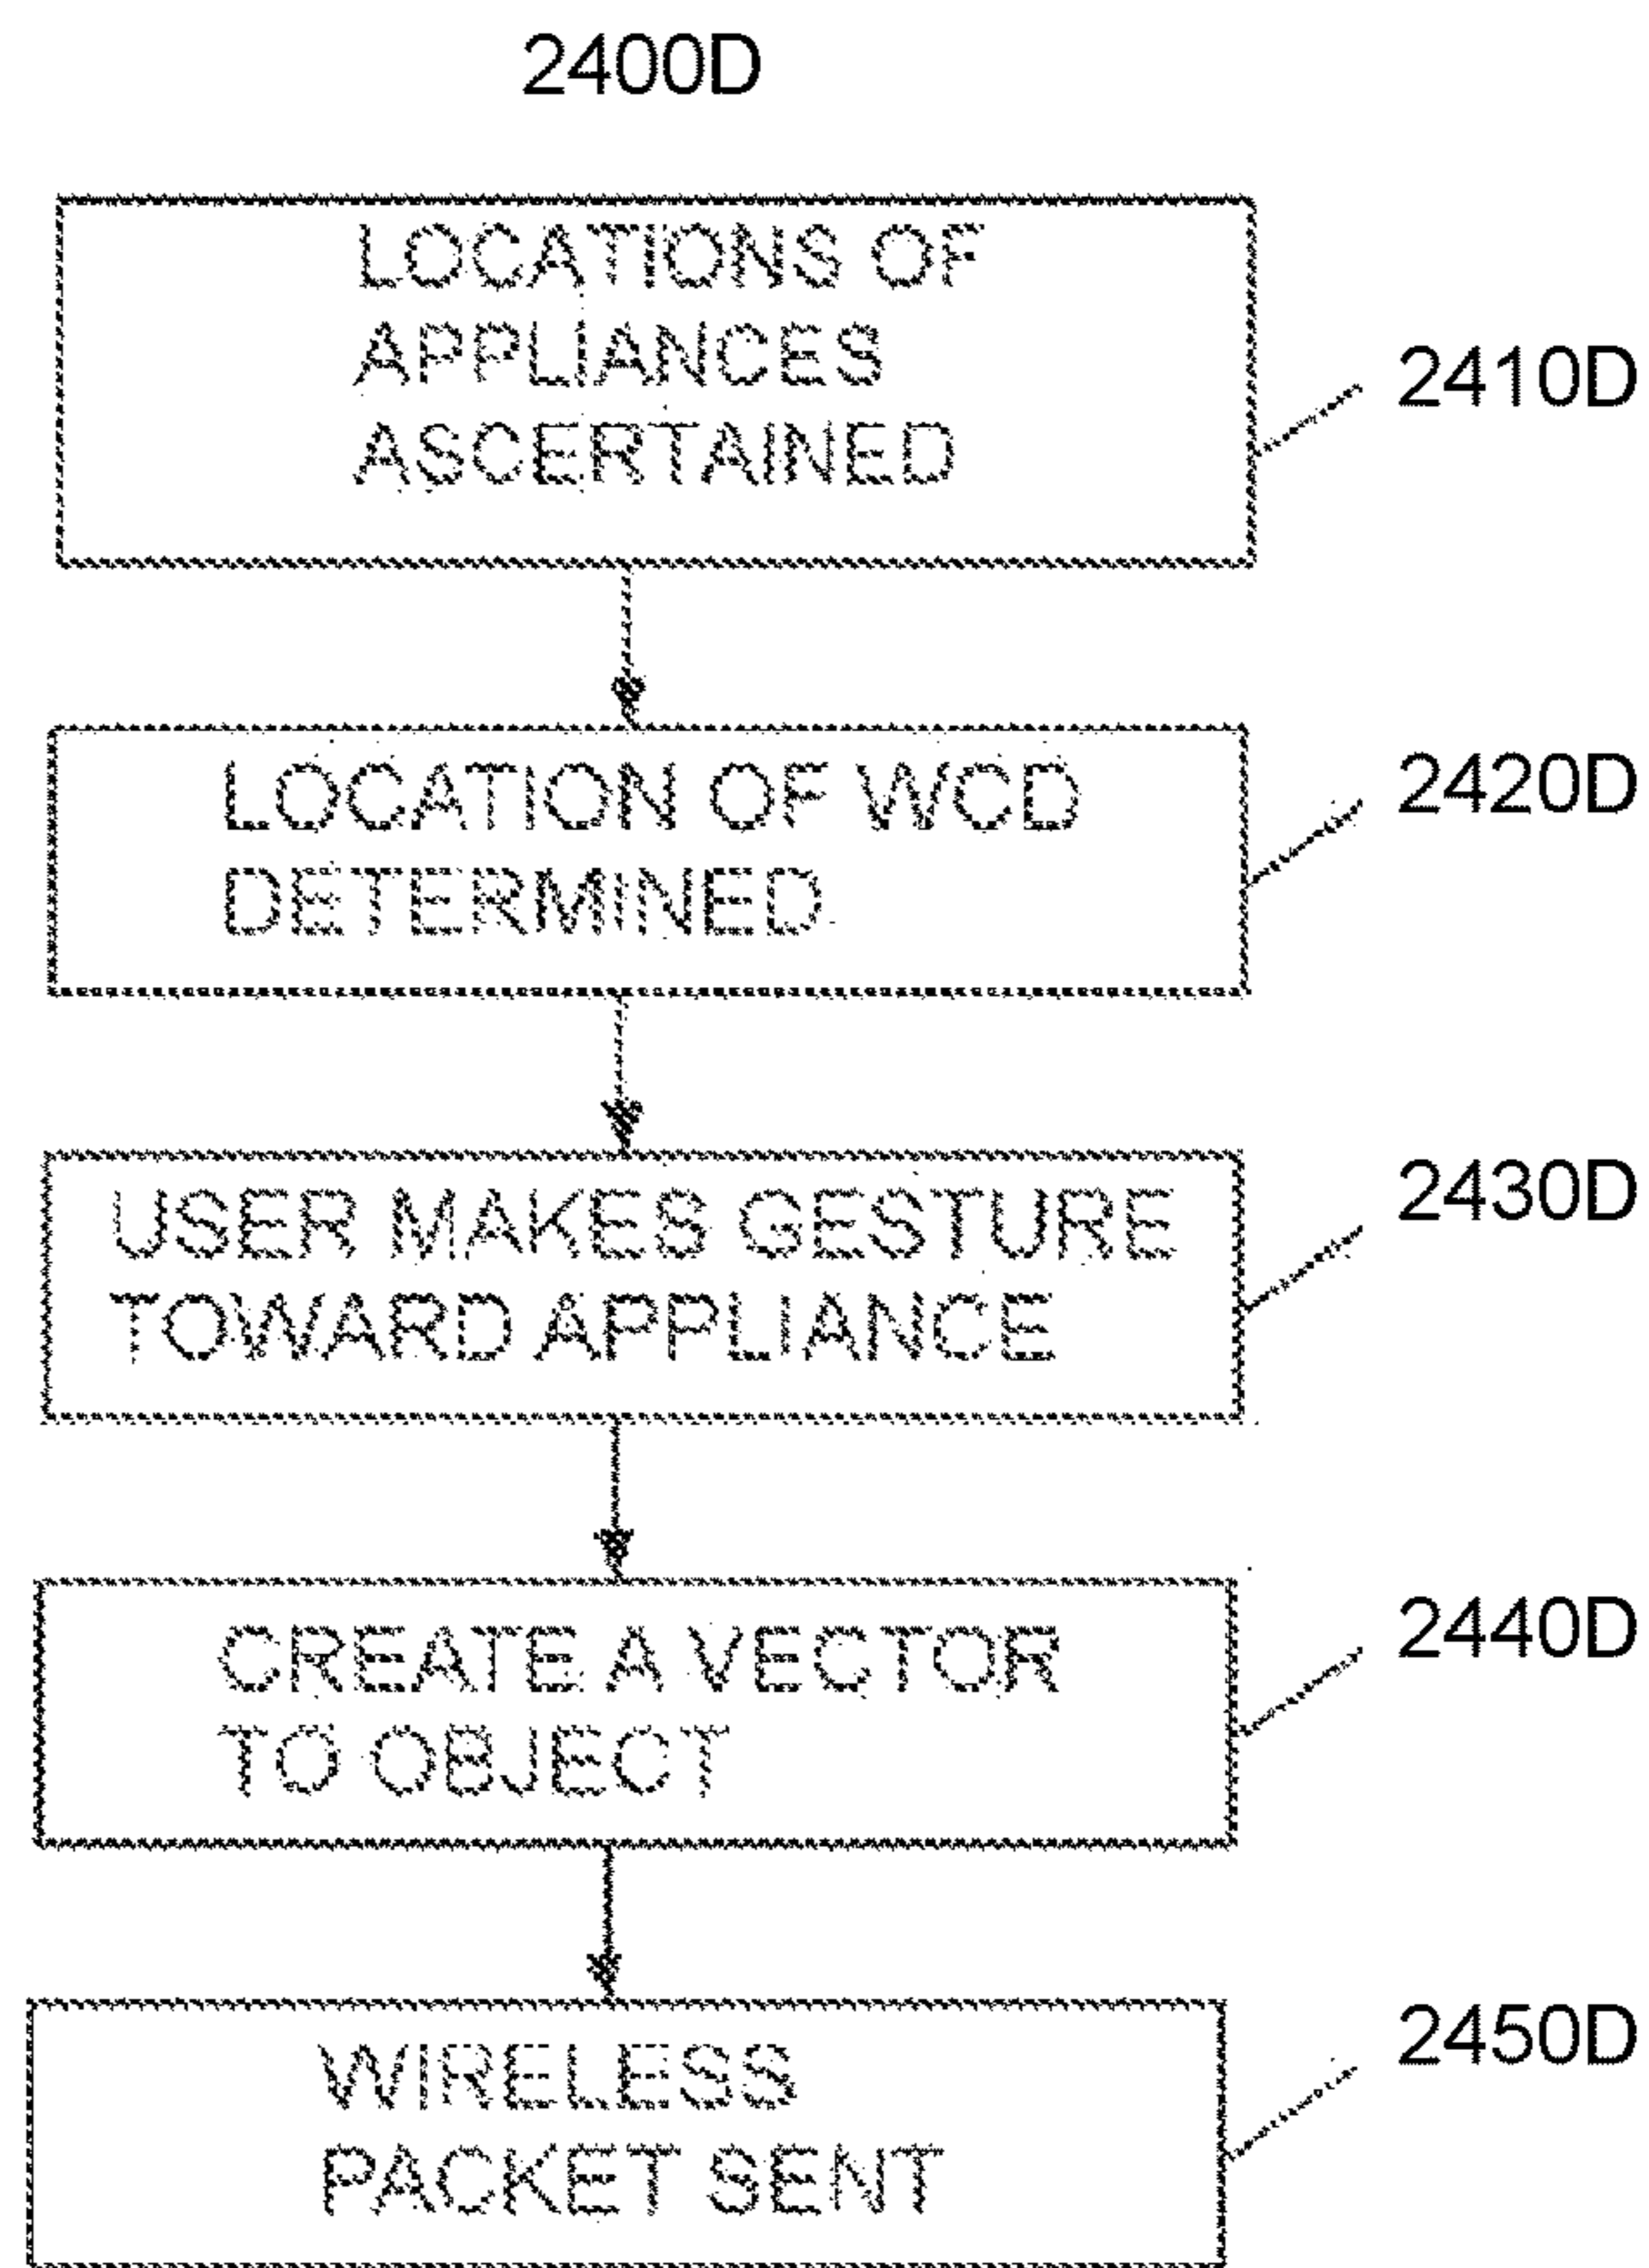 2400D
LOCATIONS OF
APPLIANCES
ASCERTAINED
2410D
LOCATION OF WCD
DETERMINED
2420D
USER MAKES GESTURE
TOWARD APPLIANCE
2430D
CREATE A VECTOR
TO OBJECT
2440D
WIRELESS
PACKET SENT
2450D